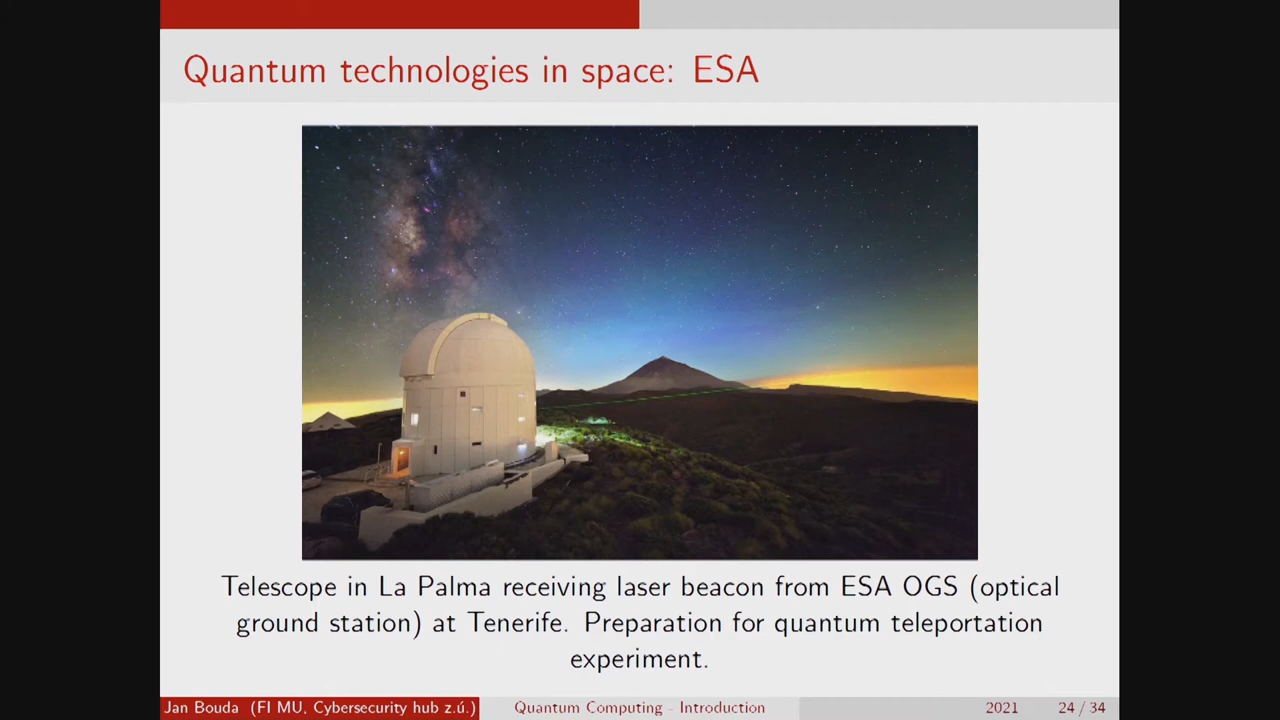 Quantum technologies in space: ESA
Telescope in La Palma receiving laser beacon from ESA OGS (optical
ground station) at Tenerife. Preparation for quantum teleportation
experiment.
Jan Bouda (FI MU, Cybersecurity hub z.ú.) Quantum Computing - Introduction 2021 24 / 34